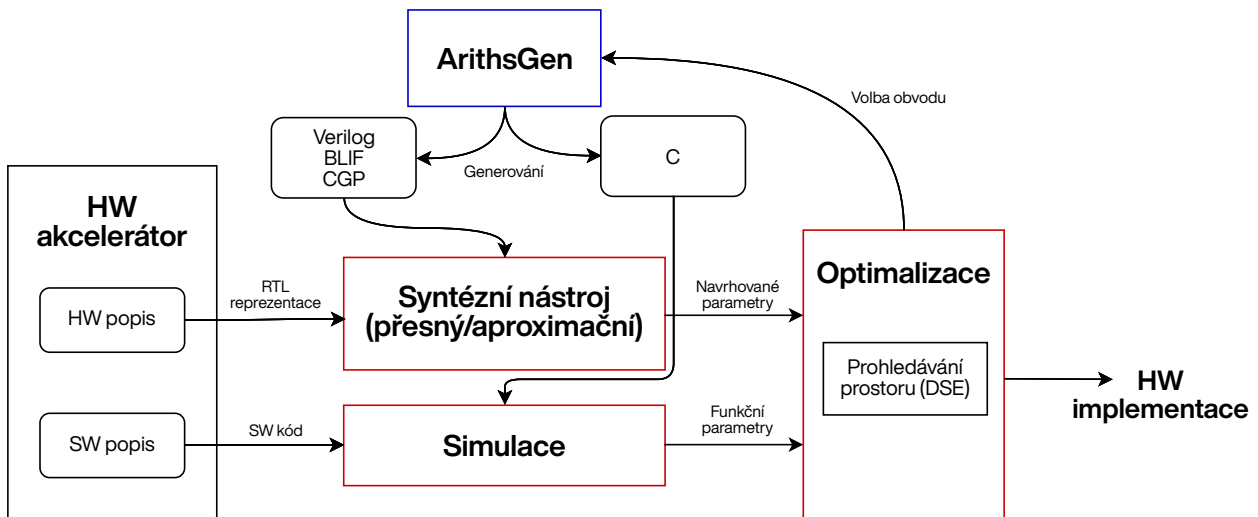 ArithsGen
Volba obvodu
Verilog
BLIF
CGP
Generování
C
HW
akcelerátor
HW popis
SW popis
RTL
reprezentace
SW kód
Syntézní nástroj
(přesný/aproximační)
Simulace
Navrhované
parametry
Funkční
parametry
Optimalizace
Prohledávání
prostoru (DSE)
HW
implementace